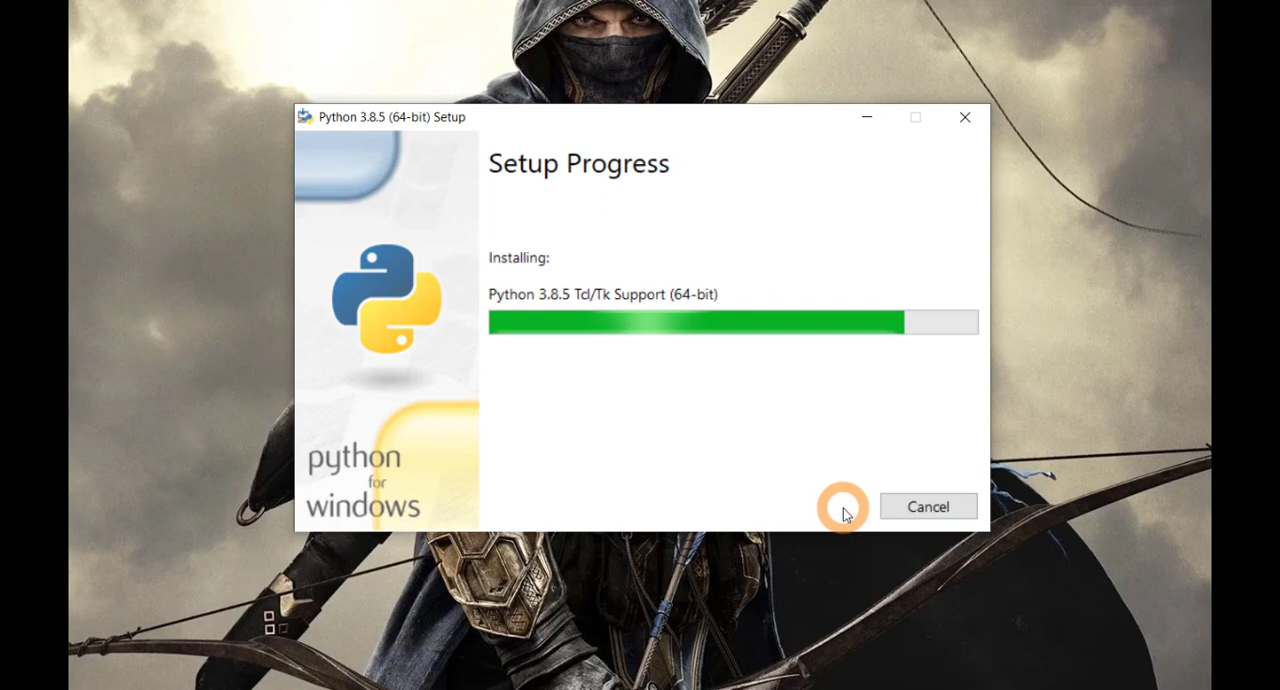 Python 3.8.5 (64-bit) Setup
Setup Progress
Installing:
Python 3.8.5 Tcl/Tk Support (64-bit)
python
for
windows
Cancel